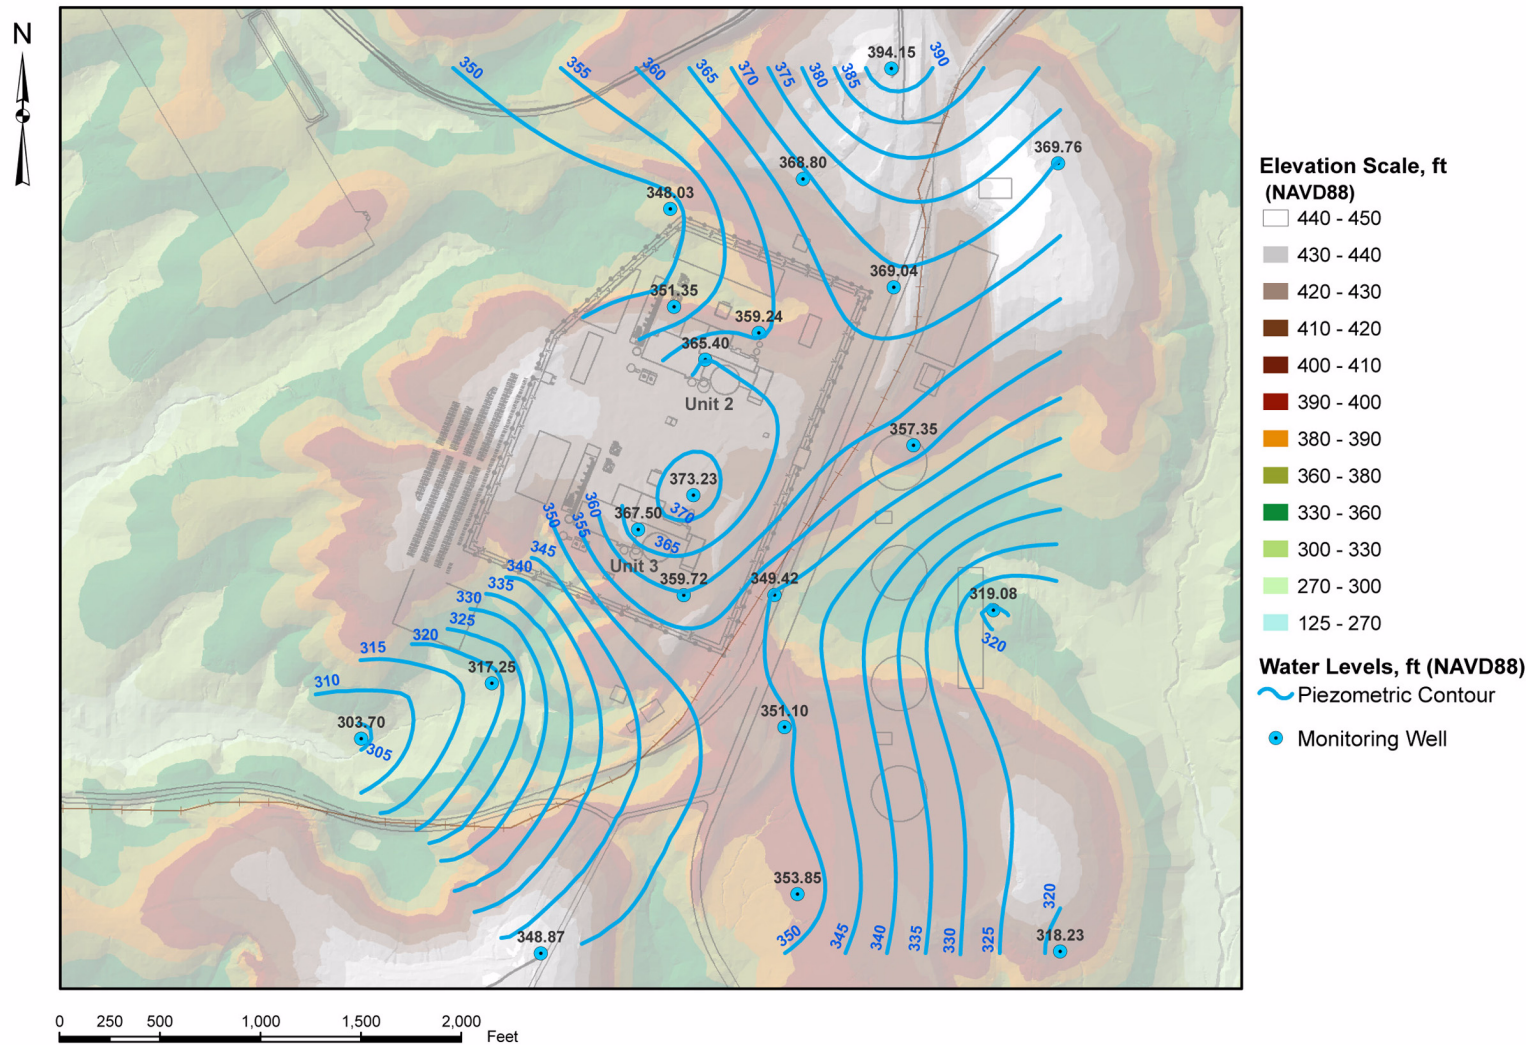 N
350
355
360
365
370
375
380
385
390
394.15
369.76
368.80
348.03
369.04
351.35
359.24
365.40
Unit 2
357.35
373.23
370
367.50
365
360
355
350
Unit 3
345
340
335
330
325
320
315
310
359.72
349.42
319.08
320
317.25
303.70
305
351.10
353.85
348.87
350
345
340
335
330
325
320
318.23
Elevation Scale, ft
(NAVD88)
440 - 450
430 - 440
420 - 430
410 - 420
400 - 410
390 - 400
380 - 390
360 - 380
330 - 360
300 - 330
270 - 300
125 - 270
Water Levels, ft (NAVD88)
Piezometric Contour
Monitoring Well
0 250 500 1,000 1,500 2,000
Feet